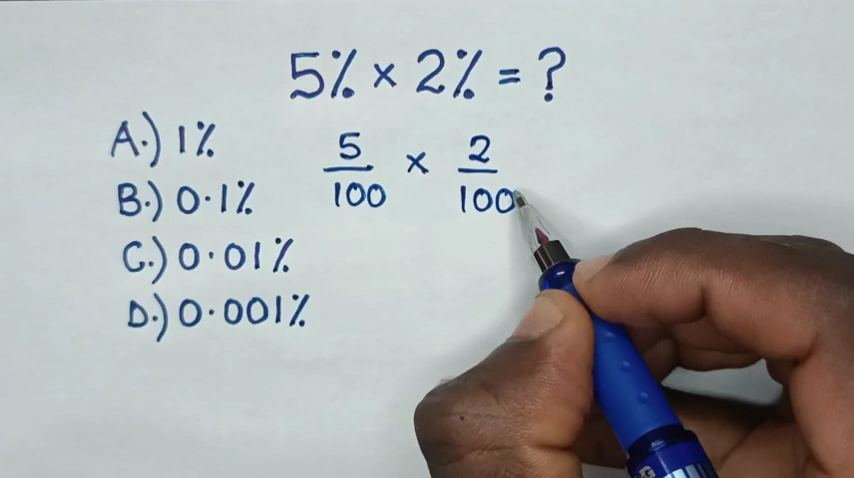 5% × 2% = ?
A.) 1%
B.) 0.1%
C.) 0.01%
D.) 0.001%
5/100 × 2/100